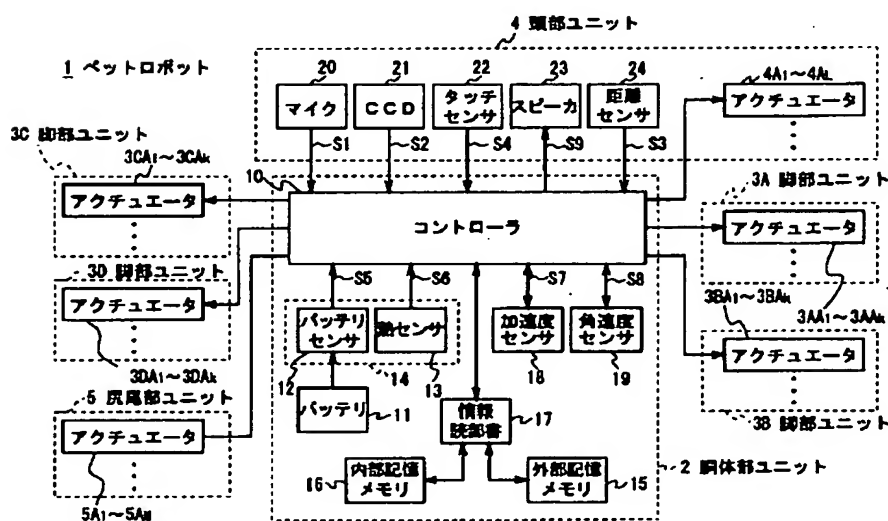 4 頭部ユニット
1 ペットロボット
20
21
22
23
24
4A1~4AL
マイク
CCD
タッチ
センサ
スピーカ
距離
センサ
アクチュエータ
3C 脚部ユニット
3CA1~3CAk
アクチュエータ
S1
S2
S4
S9
S3
10
コントローラ
3A 脚部ユニット
アクチュエータ
3AA1~3AAk
3D 脚部ユニット
アクチュエータ
3DA1~3DAk
S5
S6
S7
S8
3BA1~3BAk
アクチュエータ
3B 脚部ユニット
バッテリ
センサ
熱センサ
加速度
センサ
角速度
センサ
12
14
13
18
19
5 尻尾部ユニット
アクチュエータ
5A1~5AM
バッテリ
11
情報
読部書
17
2 胴体部ユニット
内部記憶
メモリ
16
外部記憶
メモリ
15